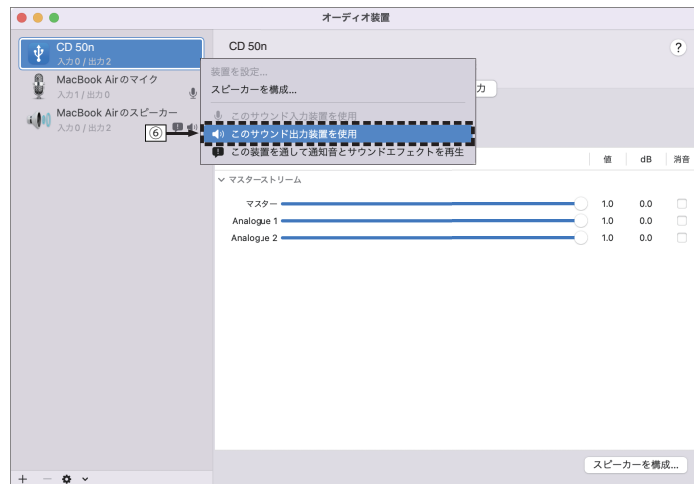 オーディオ装置
CD 50n
入力 0 / 出力 2
MacBook Air のマイク
入力 1 / 出力 0
MacBook Air のスピーカー
入力 0 / 出力 2
⑥
CD 50n
?
装置を設定...
スピーカーを構成...
このサウンド入力装置を使用
このサウンド出力装置を使用
この装置を通して通知音とサウンドエフェクトを再生
力
値 dB 消音
マスターストリーム
マスター 1.0 0.0
Analogue 1 1.0 0.0
Analogue 2 1.0 0.0
スピーカーを構成...